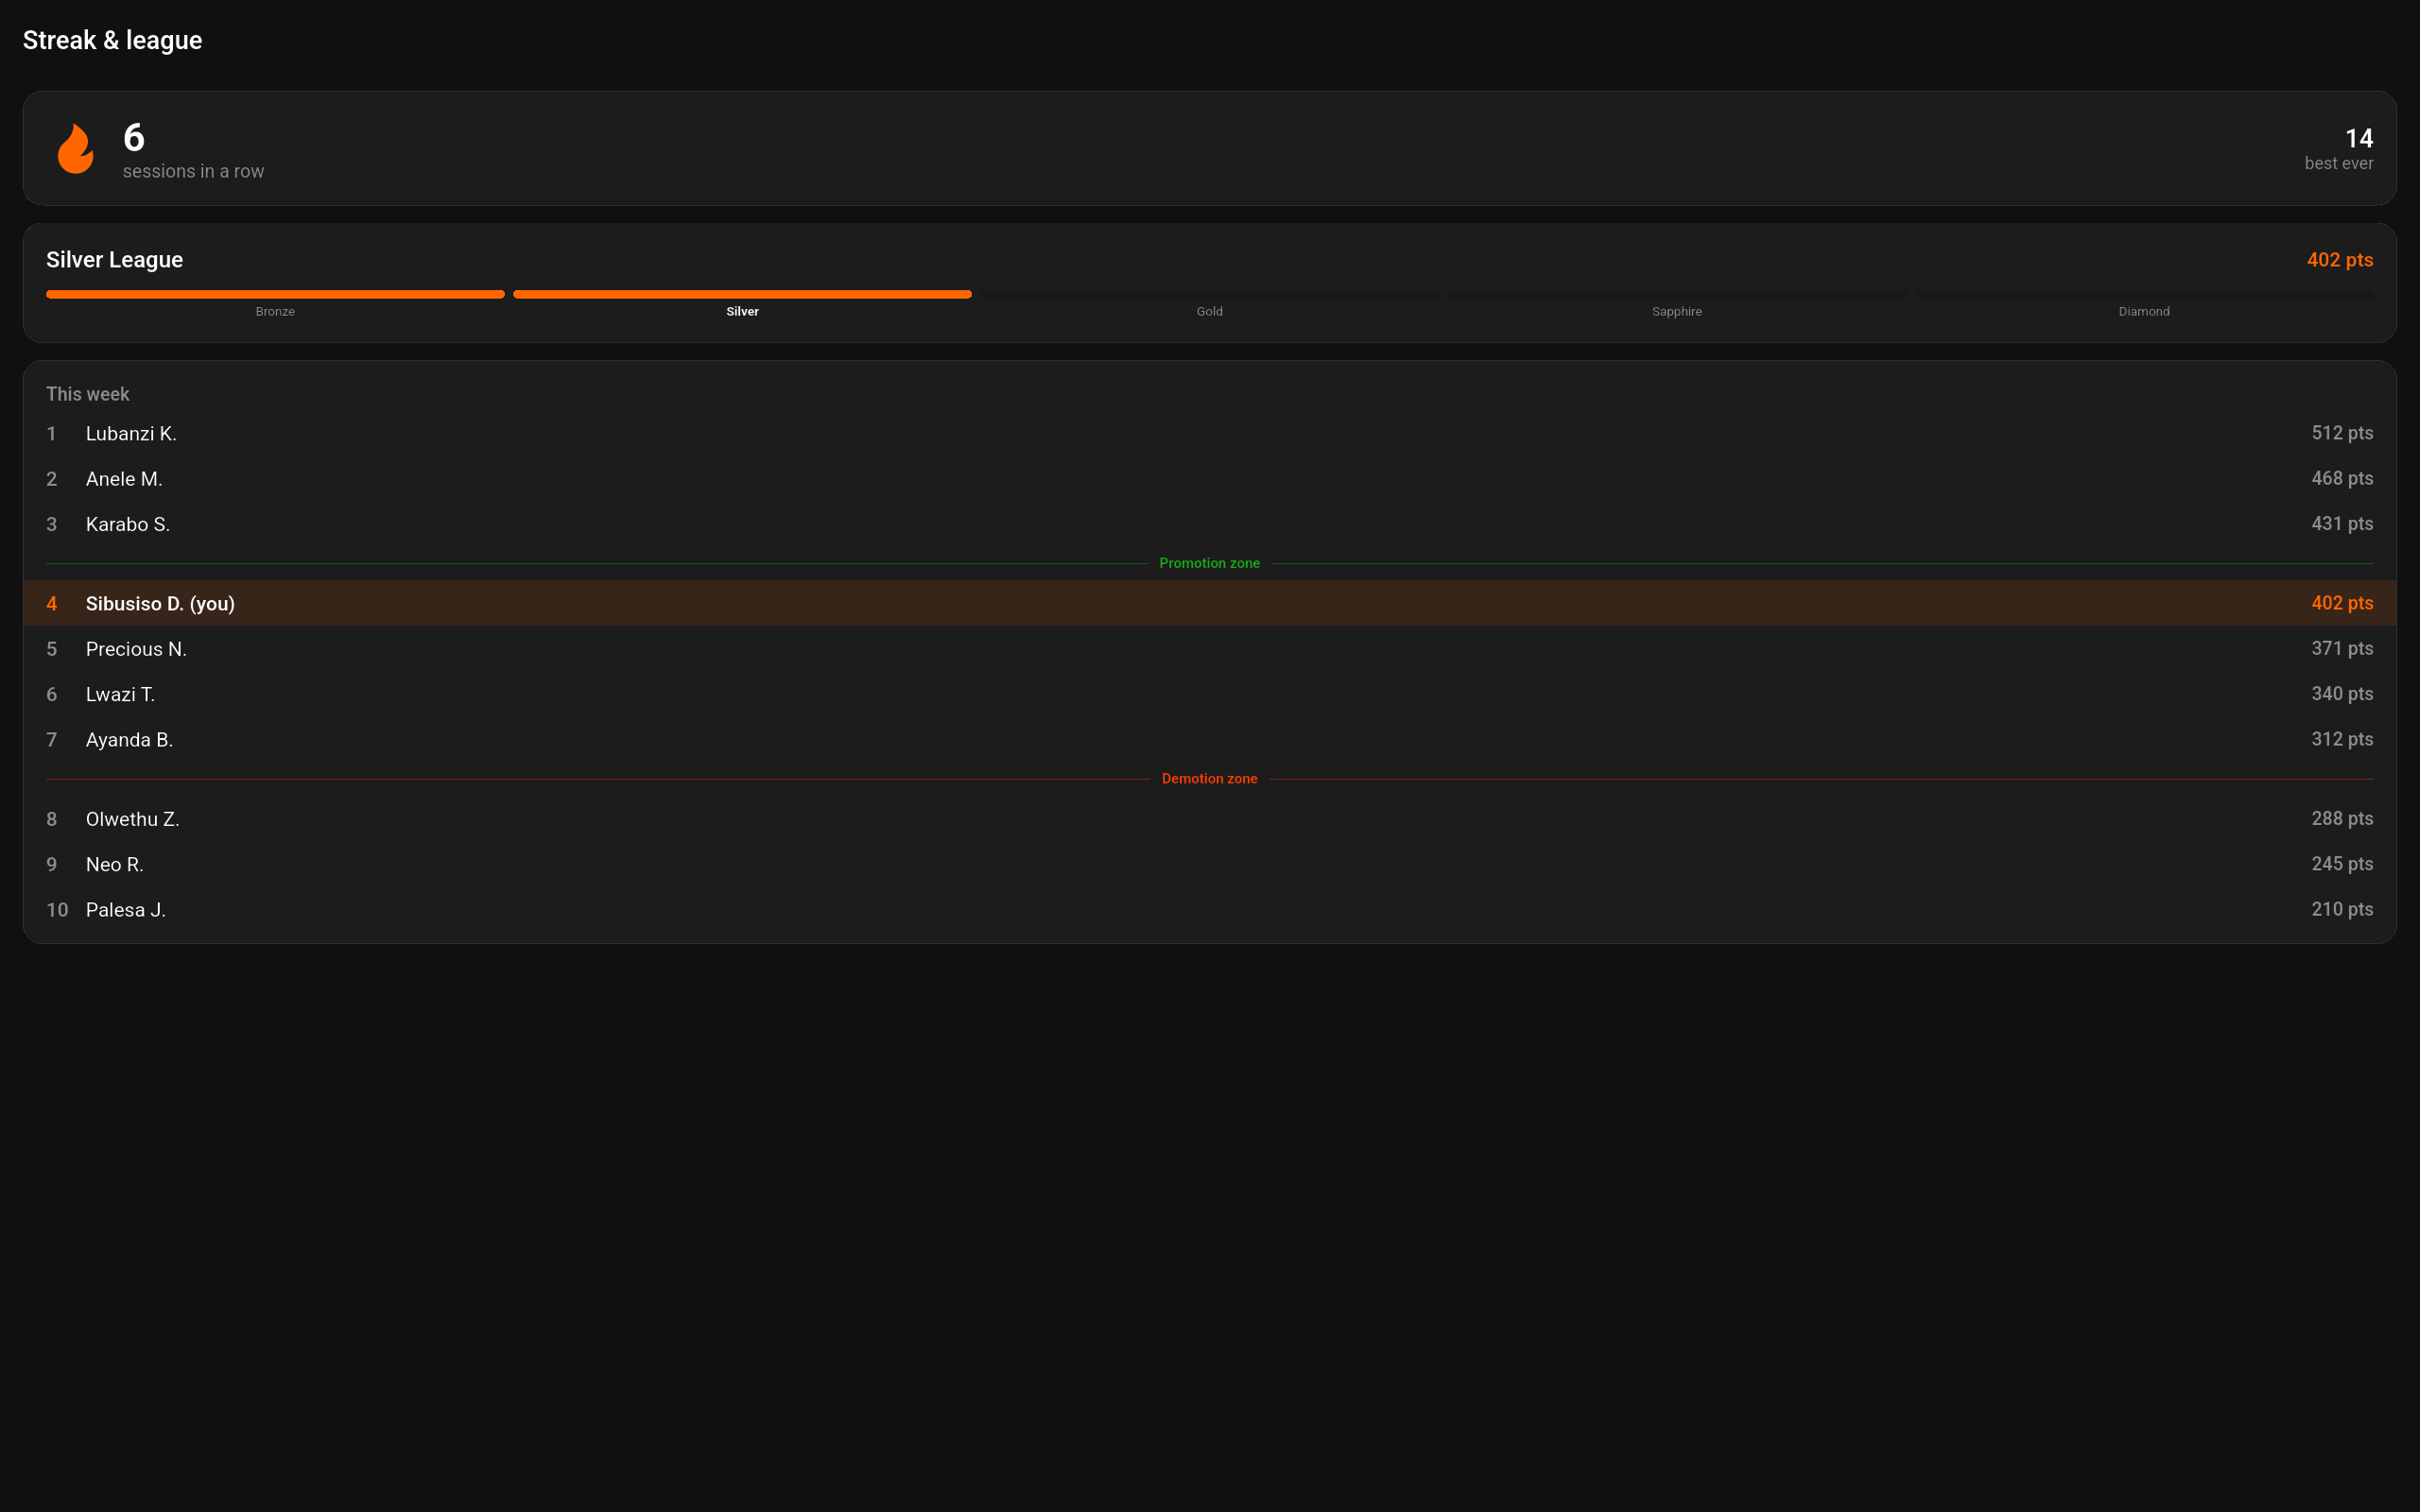 Streak & league
6
sessions in a row
14
best ever
Silver League
402 pts
Bronze
Silver
Gold
Sapphire
Diamond
This week
1 Lubanzi K. 512 pts
2 Anele M. 468 pts
3 Karabo S. 431 pts
Promotion zone
4 Sibusiso D. (you) 402 pts
5 Precious N. 371 pts
6 Lwazi T. 340 pts
7 Ayanda B. 312 pts
Demotion zone
8 Olwethu Z. 288 pts
9 Neo R. 245 pts
10 Palesa J. 210 pts